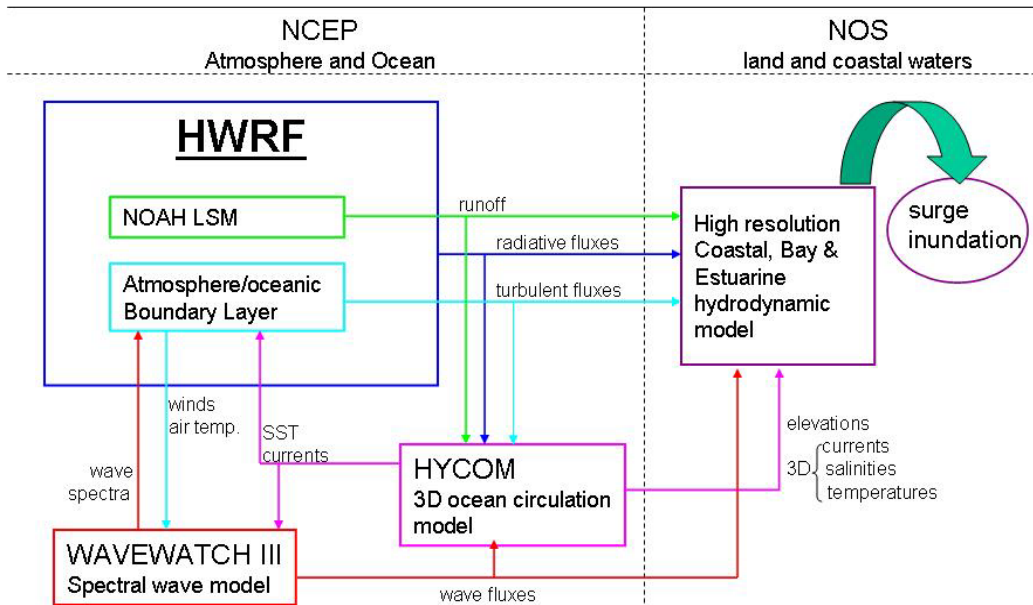 NCEP
Atmosphere and Ocean
NOS
land and coastal waters
HWRF
NOAH LSM
Atmosphere/oceanic
Boundary Layer
runoff
radiative fluxes
turbulent fluxes
High resolution
Coastal, Bay &
Estuarine
hydrodynamic
model
surge
inundation
winds
air temp.
SST
currents
wave
spectra
HYCOM
3D ocean circulation
model
elevations
currents
3D salinities
temperatures
WAVEWATCH III
Spectral wave model
wave fluxes